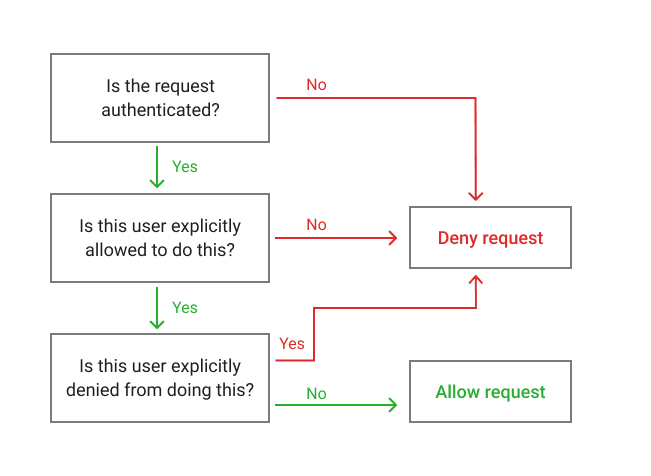 Is the request
authenticated?
No
Yes
Is this user explicitly
allowed to do this?
No
Deny request
Yes
Is this user explicitly
denied from doing this?
Yes
No
Allow request